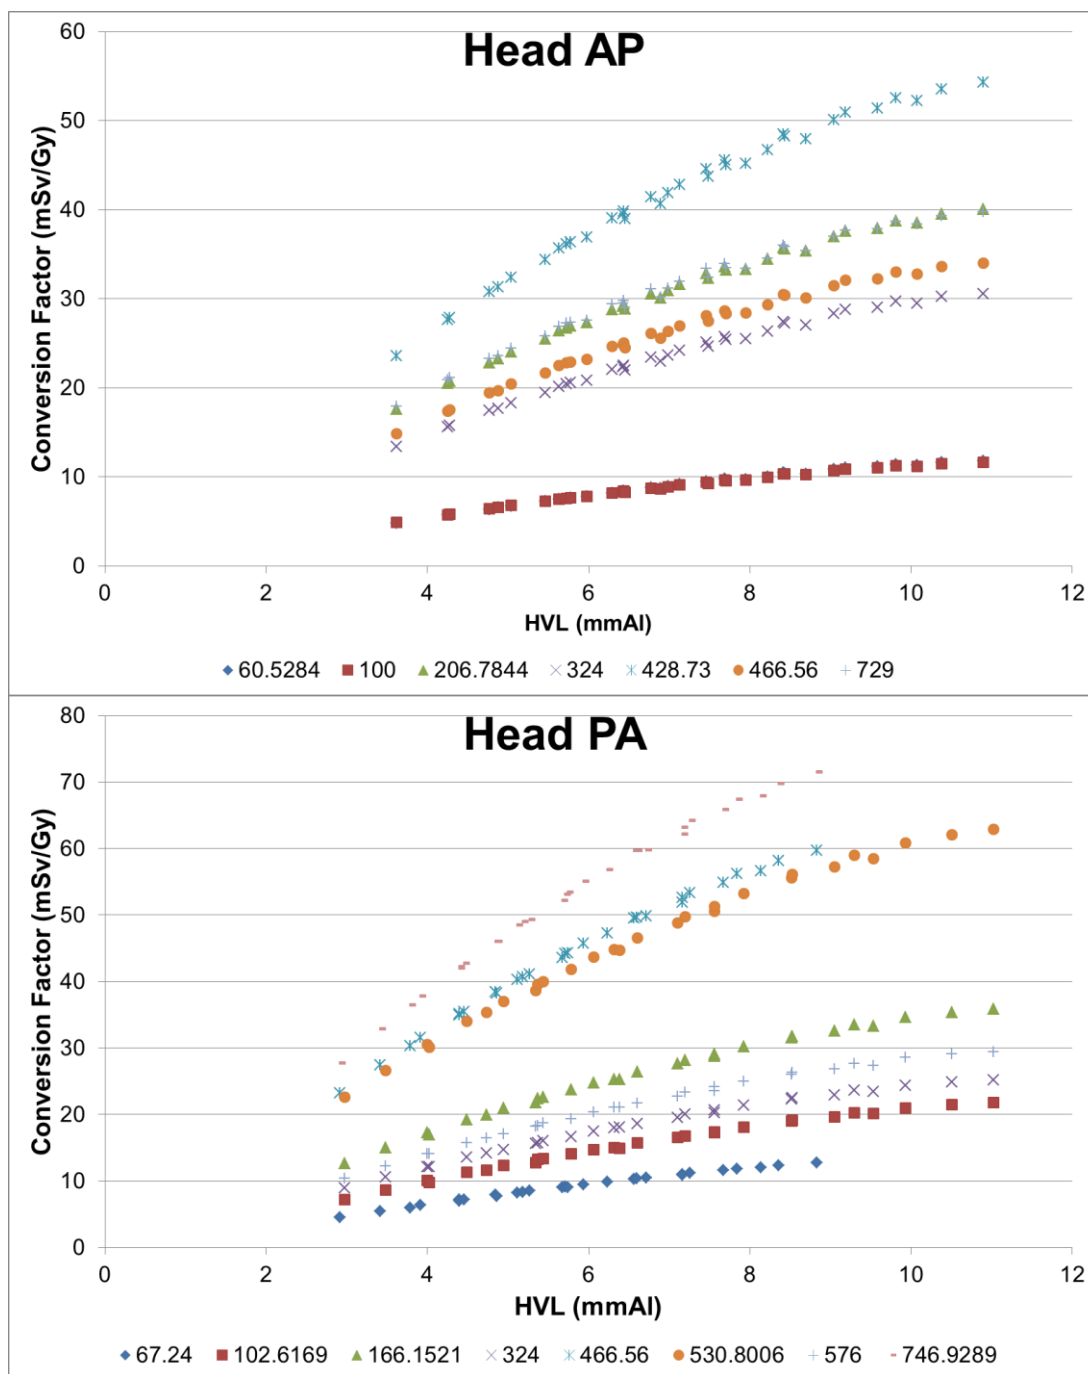 Head AP
60
50
40
30
20
10
0
Conversion Factor (mSv/Gy)
0 2 4 6 8 10 12
HVL (mmAl)
60.5284 100 206.7844 324 428.73 466.56 729
Head PA
80
70
60
50
40
30
20
10
0
Conversion Factor (mSv/Gy)
0 2 4 6 8 10 12
HVL (mmAl)
67.24 102.6169 166.1521 324 466.56 530.8006 576 746.9289